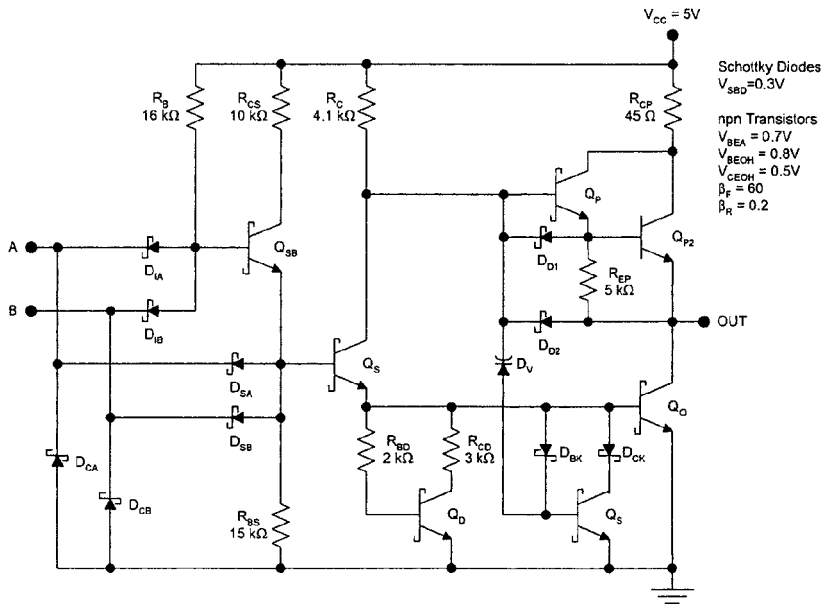 V_CC = 5V
Schottky Diodes
V_SBD=0.3V
npn Transistors
V_BEA = 0.7V
V_BEOH = 0.8V
V_CEOH = 0.5V
β_F = 60
β_R = 0.2
R_B
16 kΩ
R_CS
10 kΩ
R_C
4.1 kΩ
R_CP
45 Ω
Q_P
Q_P2
A
D_IA
Q_SB
D_D1
R_EP
5 kΩ
B
D_IB
D_D2
OUT
D_SA
Q_S
D_V
D_SB
Q_O
D_CA
R_BD
2 kΩ
R_CD
3 kΩ
D_BK
D_CK
D_CB
R_BS
15 kΩ
Q_D
Q_S